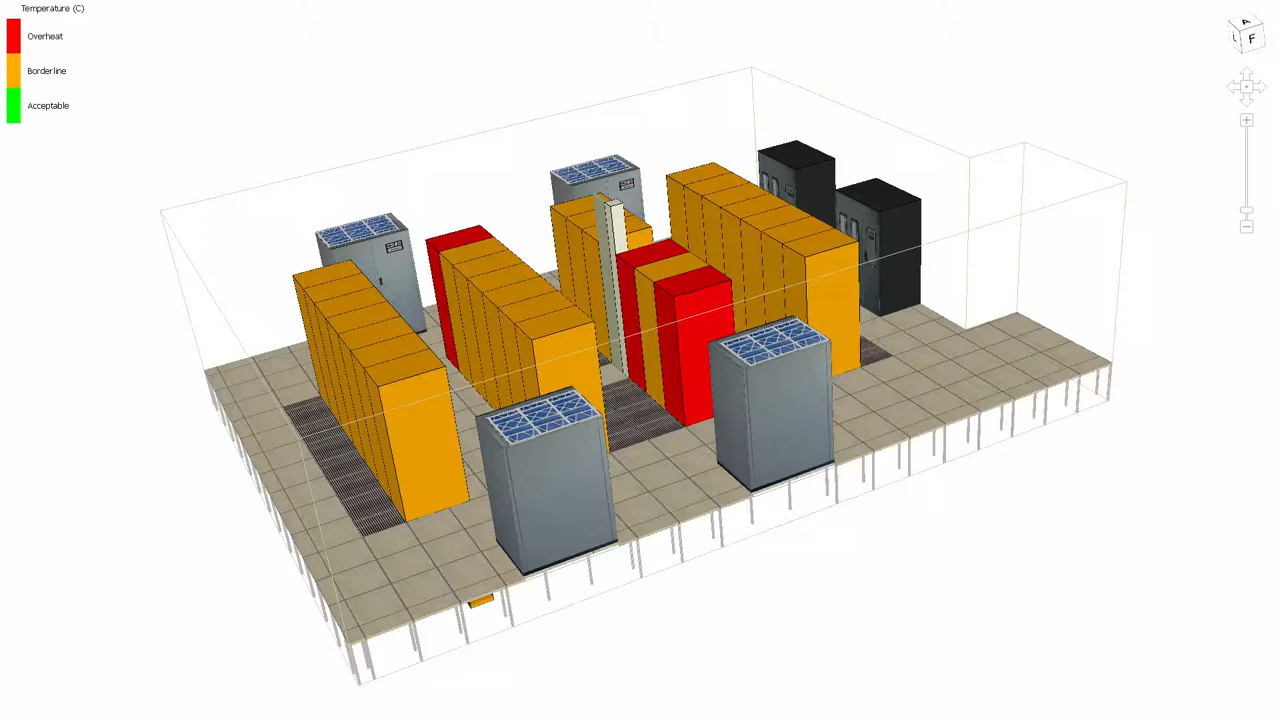 Temperature (C)
Overheat
Borderline
Acceptable
A
L F